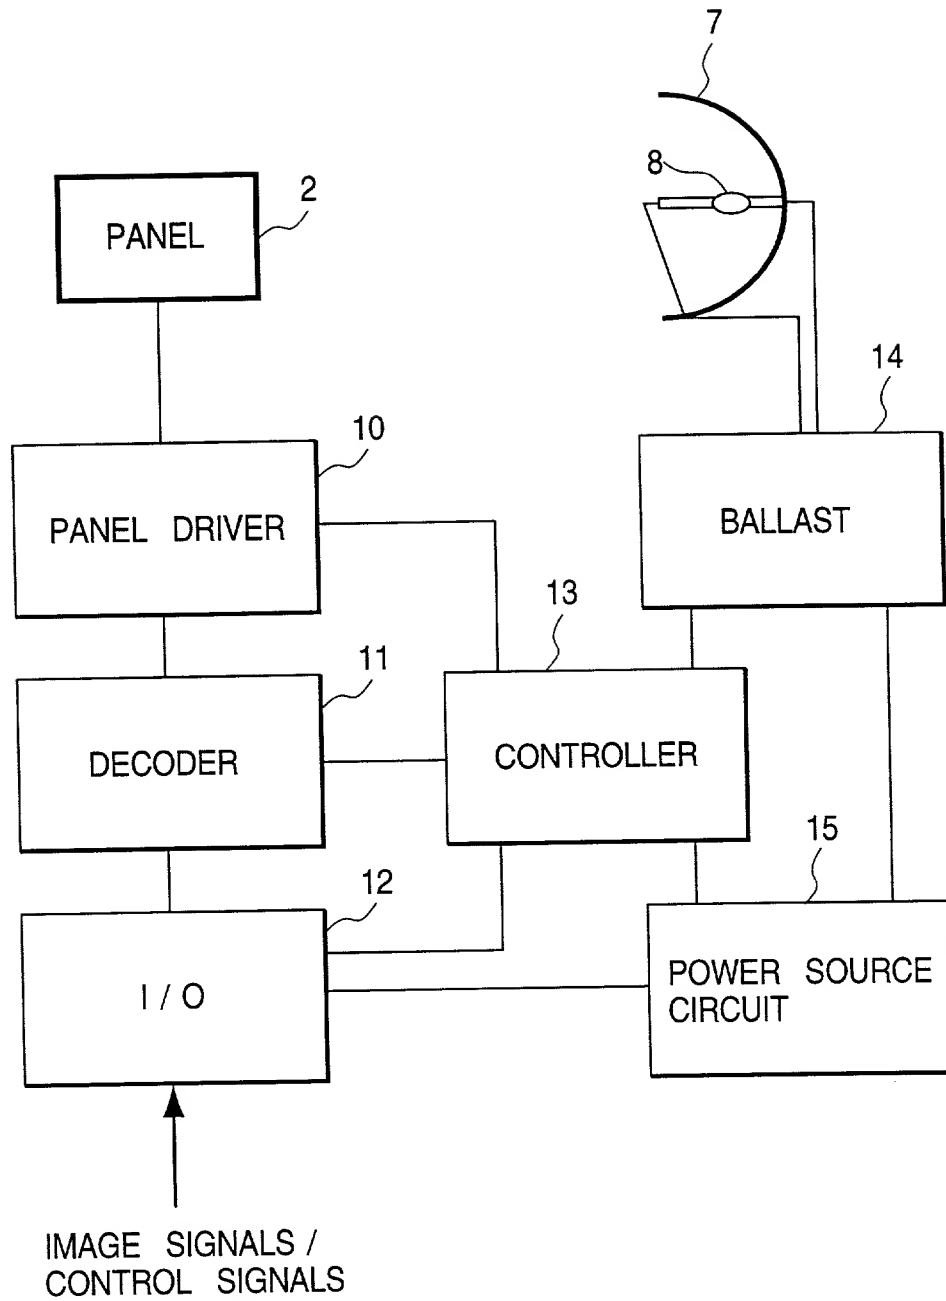 7
8
2
PANEL
14
10
PANEL DRIVER
BALLAST
13
11
DECODER
CONTROLLER
15
12
I / O
POWER SOURCE
CIRCUIT
IMAGE SIGNALS /
CONTROL SIGNALS